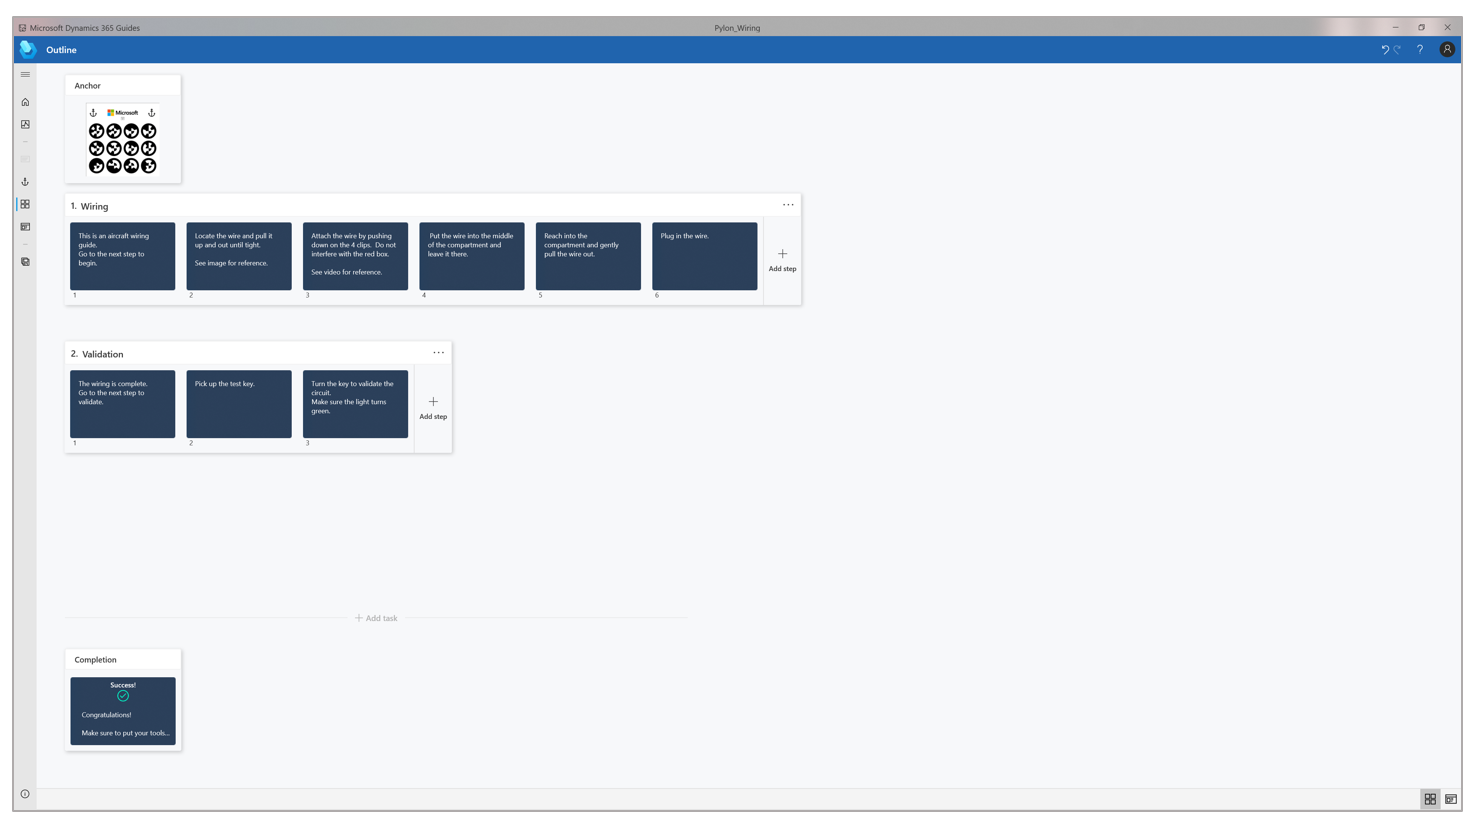 Microsoft Dynamics 365 Guides
Pylon_Wiring
Outline
?
Anchor
Microsoft
1. Wiring
...
This is an aircraft wiring
guide.
Go to the next step to
begin.
1
Locate the wire and pull it
up and out until tight.
See image for reference.
2
Attach the wire by pushing
down on the 4 clips. Do not
interfere with the red box.
See video for reference.
3
Put the wire into the middle
of the compartment and
leave it there.
4
Reach into the
compartment and gently
pull the wire out.
5
Plug in the wire.
6
Add step
2. Validation
...
The wiring is complete.
Go to the next step to
validate.
1
Pick up the test key.
2
Turn the key to validate the
circuit.
Make sure the light turns
green.
3
Add step
+ Add task
Completion
Success!
Congratulations!
Make sure to put your tools...